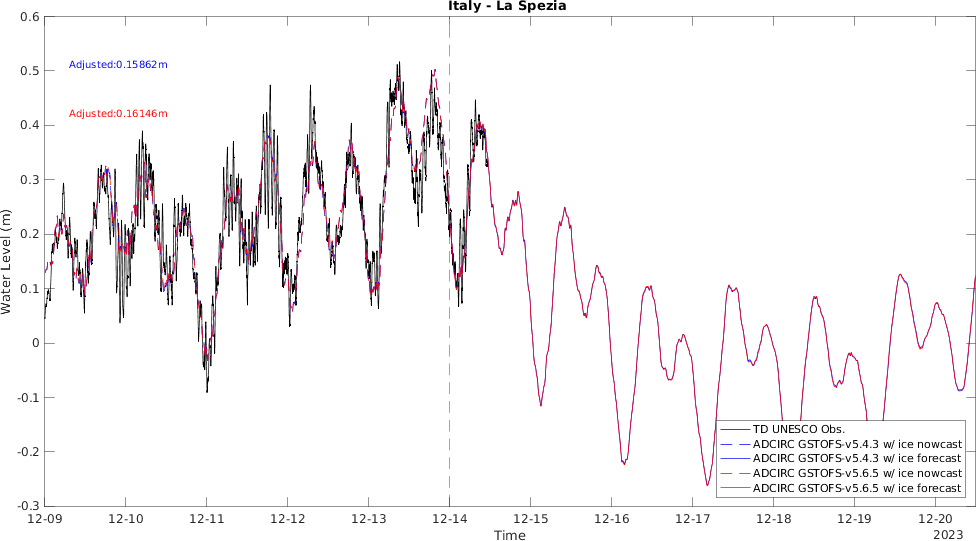 Italy - La Spezia
Adjusted:0.15862m
Adjusted:0.16146m
Water Level (m)
0.6
0.5
0.4
0.3
0.2
0.1
0
-0.1
-0.2
-0.3
TD UNESCO Obs.
ADCIRC GSTOFS-v5.4.3 w/ ice nowcast
ADCIRC GSTOFS-v5.4.3 w/ ice forecast
ADCIRC GSTOFS-v5.6.5 w/ ice nowcast
ADCIRC GSTOFS-v5.6.5 w/ ice forecast
12-09 12-10 12-11 12-12 12-13 12-14 12-15 12-16 12-17 12-18 12-19 12-20
2023
Time